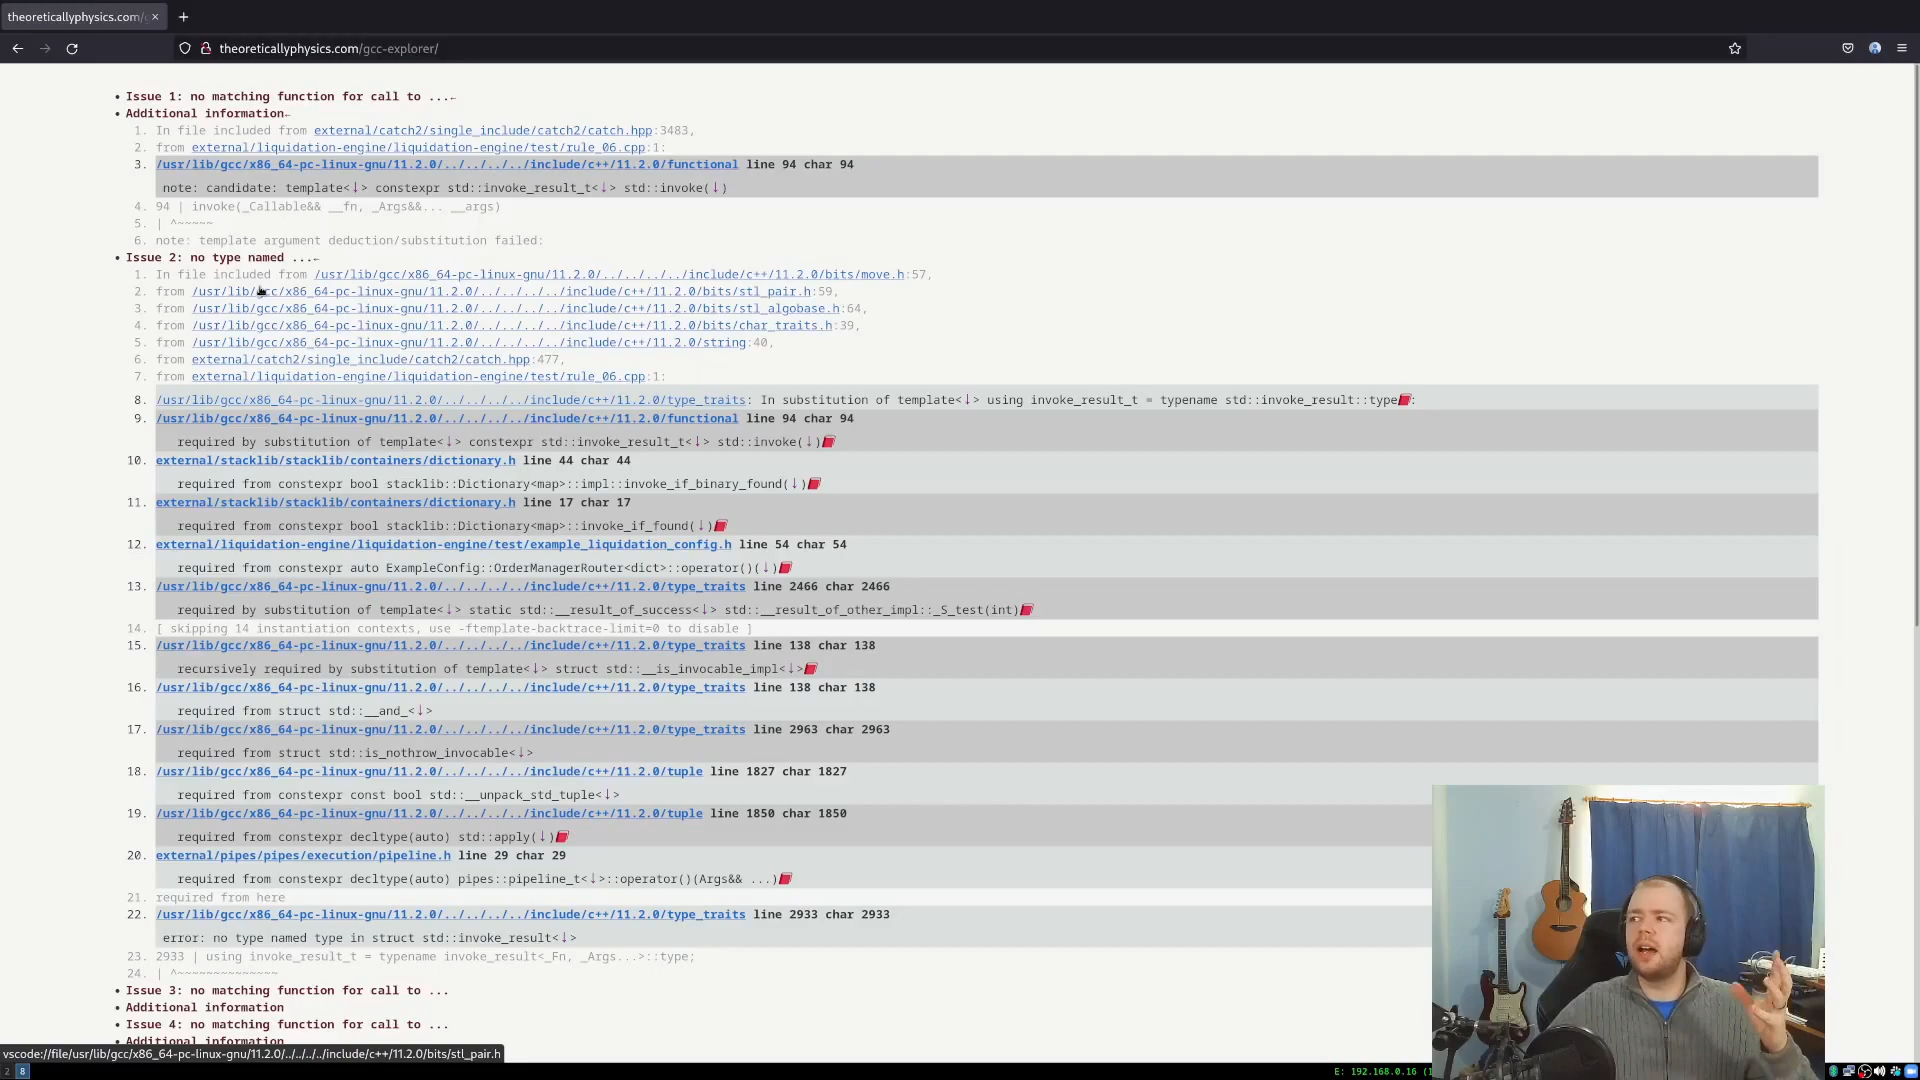 theoreticallyphysics.com/g × +
theoreticallyphysics.com/gcc-explorer/
• Issue 1: no matching function for call to ...←
• Additional information←
1. In file included from external/catch2/single_include/catch2/catch.hpp:3483,
2. from external/liquidation-engine/liquidation-engine/test/rule_06.cpp:1:
3. /usr/lib/gcc/x86_64-pc-linux-gnu/11.2.0/../../../../include/c++/11.2.0/functional line 94 char 94
note: candidate: template<↓> constexpr std::invoke_result_t<↓> std::invoke(↓)
4. 94 | invoke(_Callable&& __fn, _Args&&... __args)
5. | ^~~~~~
6. note: template argument deduction/substitution failed:
• Issue 2: no type named ...←
1. In file included from /usr/lib/gcc/x86_64-pc-linux-gnu/11.2.0/../../../../include/c++/11.2.0/bits/move.h:57,
2. from /usr/lib/gcc/x86_64-pc-linux-gnu/11.2.0/../../../../include/c++/11.2.0/bits/stl_pair.h:59,
3. from /usr/lib/gcc/x86_64-pc-linux-gnu/11.2.0/../../../../include/c++/11.2.0/bits/stl_algobase.h:64,
4. from /usr/lib/gcc/x86_64-pc-linux-gnu/11.2.0/../../../../include/c++/11.2.0/bits/char_traits.h:39,
5. from /usr/lib/gcc/x86_64-pc-linux-gnu/11.2.0/../../../../include/c++/11.2.0/string:40,
6. from external/catch2/single_include/catch2/catch.hpp:477,
7. from external/liquidation-engine/liquidation-engine/test/rule_06.cpp:1:
8. /usr/lib/gcc/x86_64-pc-linux-gnu/11.2.0/../../../../include/c++/11.2.0/type_traits: In substitution of template<↓> using invoke_result_t = typename std::invoke_result::type:
9. /usr/lib/gcc/x86_64-pc-linux-gnu/11.2.0/../../../../include/c++/11.2.0/functional line 94 char 94
required by substitution of template<↓> constexpr std::invoke_result_t<↓> std::invoke(↓)
10. external/stacklib/stacklib/containers/dictionary.h line 44 char 44
required from constexpr bool stacklib::Dictionary<map>::impl::invoke_if_binary_found(↓)
11. external/stacklib/stacklib/containers/dictionary.h line 17 char 17
required from constexpr bool stacklib::Dictionary<map>::invoke_if_found(↓)
12. external/liquidation-engine/liquidation-engine/test/example_liquidation_config.h line 54 char 54
required from constexpr auto ExampleConfig::OrderManagerRouter<dict>::operator()(↓)
13. /usr/lib/gcc/x86_64-pc-linux-gnu/11.2.0/../../../../include/c++/11.2.0/type_traits line 2466 char 2466
required by substitution of template<↓> static std::__result_of_success<↓> std::__result_of_other_impl::_S_test(int)
14. [ skipping 14 instantiation contexts, use -ftemplate-backtrace-limit=0 to disable ]
15. /usr/lib/gcc/x86_64-pc-linux-gnu/11.2.0/../../../../include/c++/11.2.0/type_traits line 138 char 138
recursively required by substitution of template<↓> struct std::__is_invocable_impl<↓>
16. /usr/lib/gcc/x86_64-pc-linux-gnu/11.2.0/../../../../include/c++/11.2.0/type_traits line 138 char 138
required from struct std::__and_<↓>
17. /usr/lib/gcc/x86_64-pc-linux-gnu/11.2.0/../../../../include/c++/11.2.0/type_traits line 2963 char 2963
required from struct std::is_nothrow_invocable<↓>
18. /usr/lib/gcc/x86_64-pc-linux-gnu/11.2.0/../../../../include/c++/11.2.0/tuple line 1827 char 1827
required from constexpr const bool std::__unpack_std_tuple<↓>
19. /usr/lib/gcc/x86_64-pc-linux-gnu/11.2.0/../../../../include/c++/11.2.0/tuple line 1850 char 1850
required from constexpr decltype(auto) std::apply(↓)
20. external/pipes/pipes/execution/pipeline.h line 29 char 29
required from constexpr decltype(auto) pipes::pipeline_t<↓>::operator()(Args&& ...)
21. required from here
22. /usr/lib/gcc/x86_64-pc-linux-gnu/11.2.0/../../../../include/c++/11.2.0/type_traits line 2933 char 2933
error: no type named type in struct std::invoke_result<↓>
23. 2933 | using invoke_result_t = typename invoke_result<_Fn, _Args...>::type;
24. | ^~~~~~~~~~~~~~~
• Issue 3: no matching function for call to ...
• Additional information
• Issue 4: no matching function for call to ...
• Additional information
vscode://file/usr/lib/gcc/x86_64-pc-linux-gnu/11.2.0/../../../../include/c++/11.2.0/bits/stl_pair.h
2 8
E: 192.168.0.16 (1